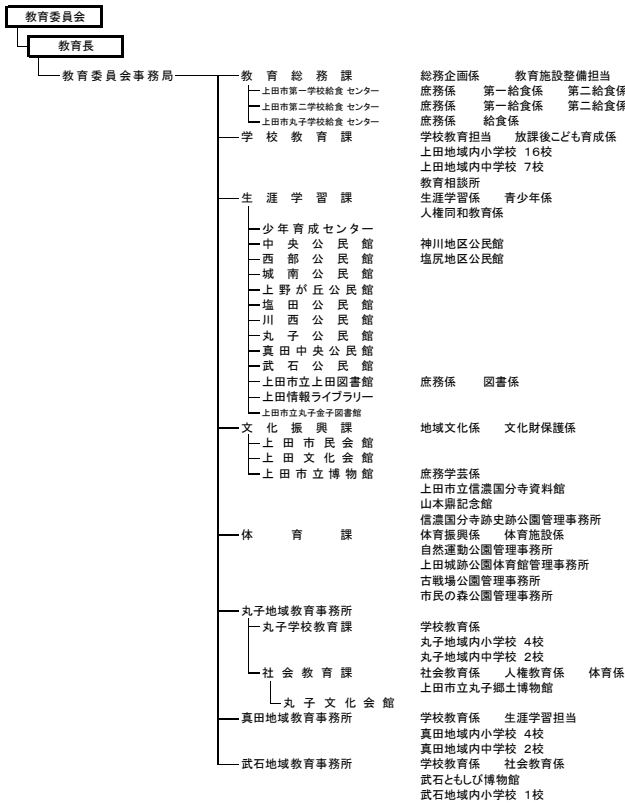 教育委員会
教育長
教育委員会事務局 教育総務課 総務企画係 教育施設整備担当
上田市第一学校給食センター 庶務係 第一給食係 第二給食係
上田市第二学校給食センター 庶務係 第一給食係 第二給食係
上田市丸子学校給食センター 庶務係 給食係
学校教育課 学校教育担当 放課後こども育成係
上田地域内小学校 16校
上田地域内中学校 7校
教育相談所
生涯学習課 生涯学習係 青少年係
人権同和教育係
少年育成センター
中央公民館 神川地区公民館
西部公民館 塩尻地区公民館
城南公民館
上野が丘公民館
塩田公民館
川西公民館
丸子公民館
真田中央公民館
武石公民館
上田市立上田図書館 庶務係 図書係
上田情報ライブラリー
上田市立丸子金子図書館
文化振興課 地域文化係 文化財保護係
上田市民会館
上田文化会館
上田市立博物館 庶務学芸係
上田市立信濃国分寺資料館
山本鼎記念館
信濃国分寺跡史跡公園管理事務所
体育課 体育振興係 体育施設係
自然運動公園管理事務所
上田城跡公園体育館管理事務所
古戦場公園管理事務所
市民の森公園管理事務所
丸子地域教育事務所
丸子学校教育課 学校教育係
丸子地域内小学校 4校
丸子地域内中学校 2校
社会教育課 社会教育係 人権教育係 体育係
上田市立丸子郷土博物館
丸子文化会館
真田地域教育事務所 学校教育係 生涯学習担当
真田地域内小学校 4校
真田地域内中学校 2校
武石地域教育事務所 学校教育係 社会教育係
武石ともしび博物館
武石地域内小学校 1校